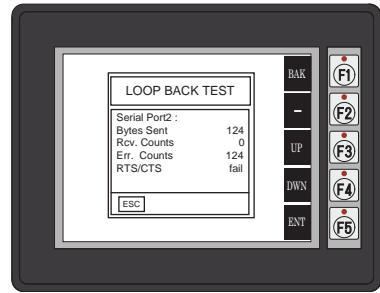 LOOP BACK TEST
Serial Port2 :
Bytes Sent 124
Rcv. Counts 0
Err. Counts 124
RTS/CTS fail
ESC
BAK
–
UP
DWN
ENT
F1
F2
F3
F4
F5